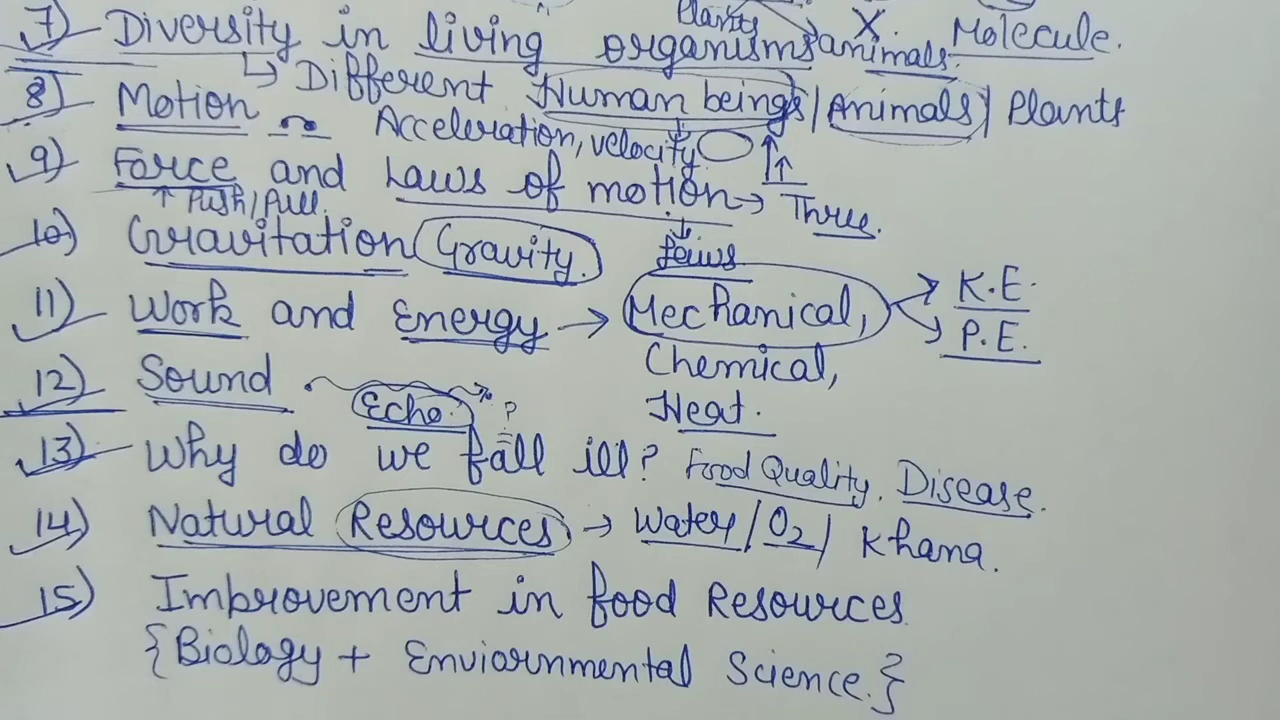 Plants
7) Diversity in living organisms animals. X. Molecule.
↳ Different Human beings/Animals/Plants
8) Motion Acceleration, velocity
9) Force and Laws of motion → Three.
↑ Push/Pull.
10) Gravitation (Gravity.)
11) Work and Energy → Mechanical, K.E.
P.E.
Chemical,
Heat.
12) Sound
Echo.
?
13) Why do we fall ill? Food Quality. Disease.
14) Natural Resources → Water/O2/Khana.
15) Improvement in food Resources.
{Biology + Enviornmental Science.}